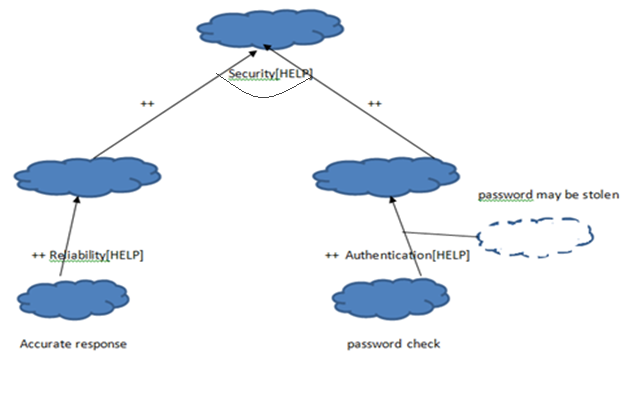 Security[HELP]
++
++
password may be stolen
++ Reliability[HELP]
++ Authentication[HELP]
Accurate response
password check